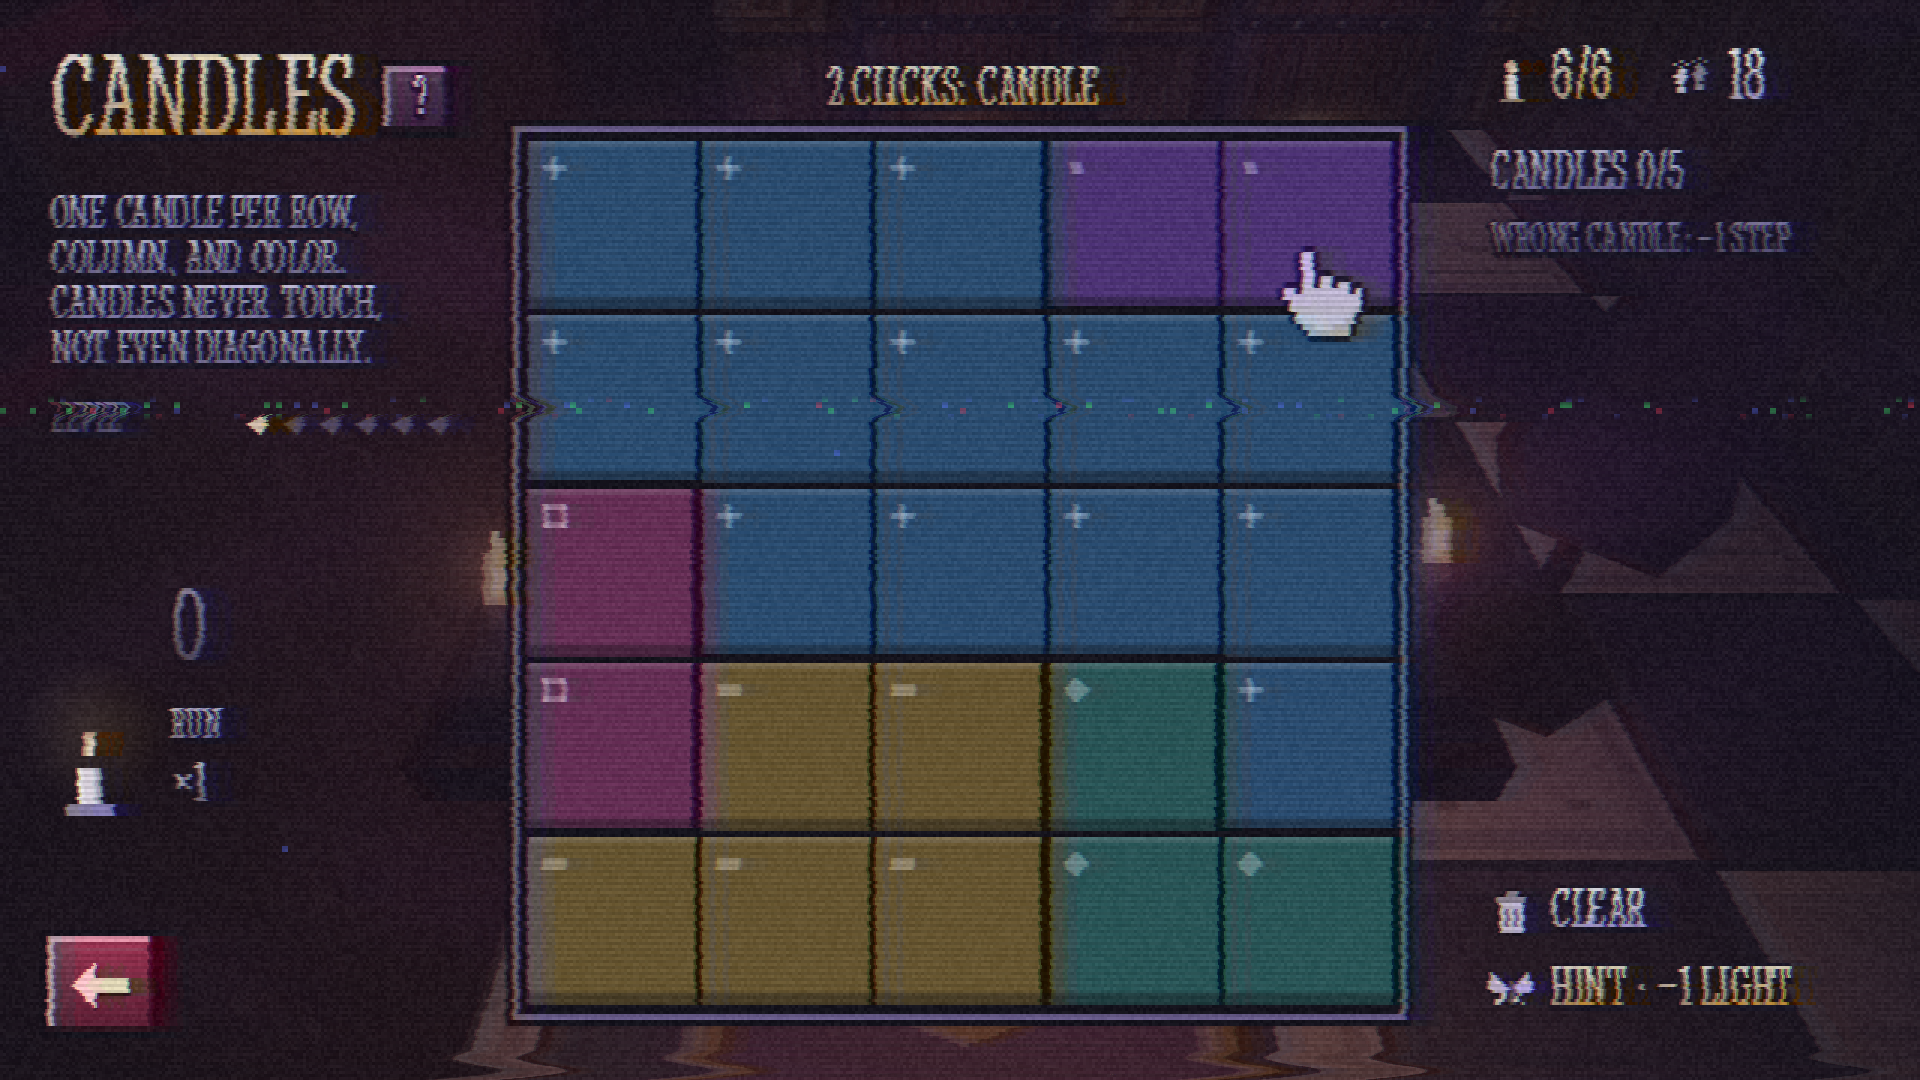 CANDLES ?
ONE CANDLE PER ROW,
COLUMN, AND COLOR.
CANDLES NEVER TOUCH,
NOT EVEN DIAGONALLY.
0
RUN
×1
2 CLICKS: CANDLE
6/6 18
CANDLES 0/5
WRONG CANDLE: -1 STEP
CLEAR
HINT · -1 LIGHT